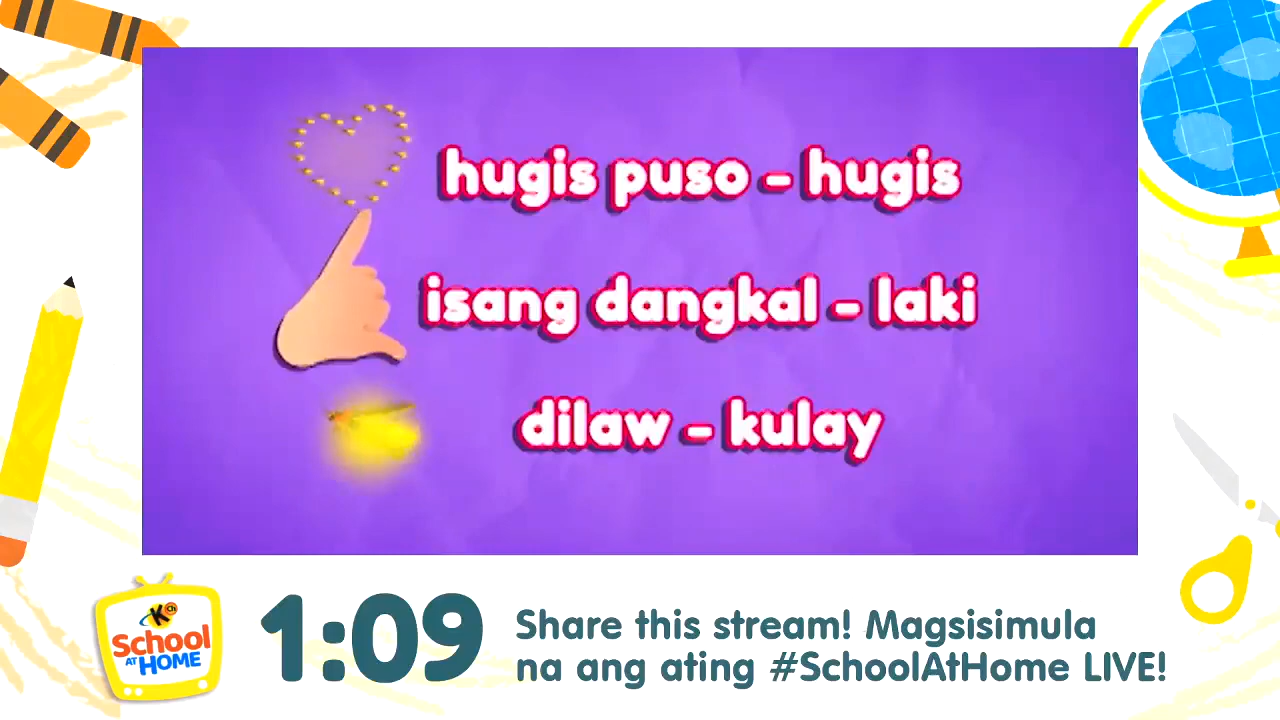 hugis puso - hugis
isang dangkal - laki
dilaw - kulay
K Ch
School
AT HOME
1:09
Share this stream! Magsisimula
na ang ating #SchoolAtHome LIVE!